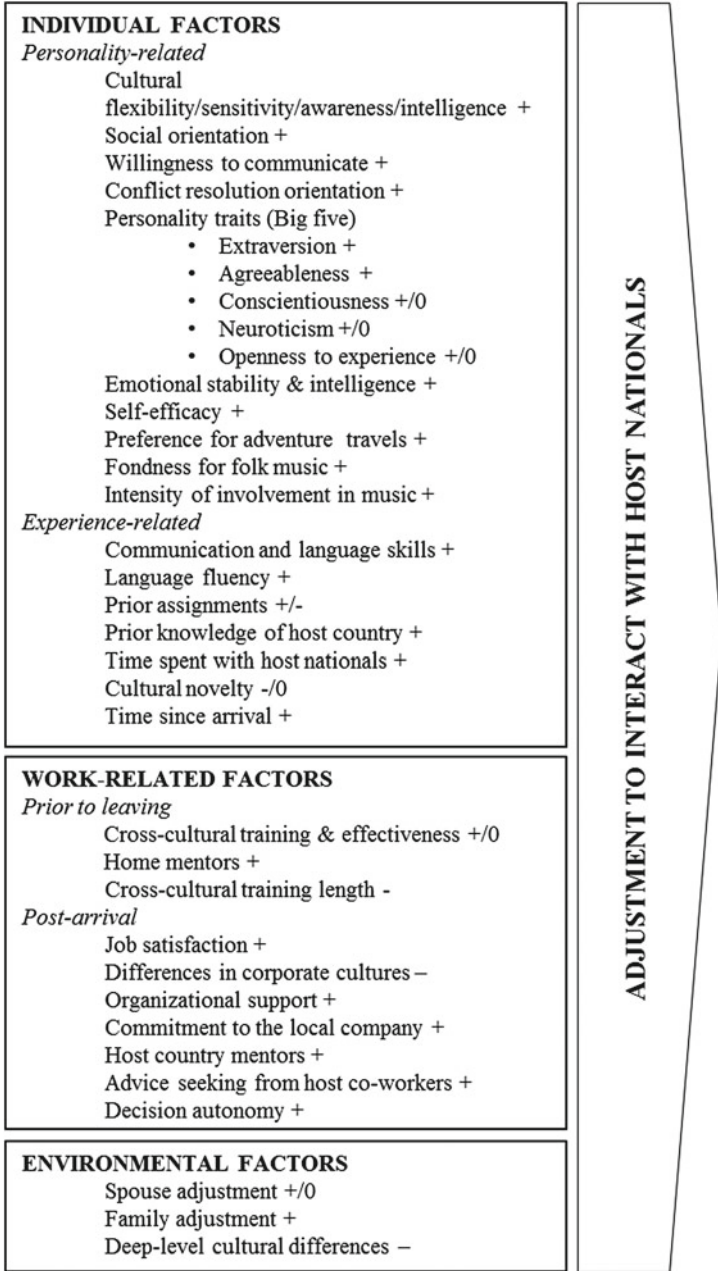 INDIVIDUAL FACTORS
Personality-related
Cultural
flexibility/sensitivity/awareness/intelligence +
Social orientation +
Willingness to communicate +
Conflict resolution orientation +
Personality traits (Big five)
• Extraversion +
• Agreeableness +
• Conscientiousness +/0
• Neuroticism +/0
• Openness to experience +/0
Emotional stability & intelligence +
Self-efficacy +
Preference for adventure travels +
Fondness for folk music +
Intensity of involvement in music +
Experience-related
Communication and language skills +
Language fluency +
Prior assignments +/-
Prior knowledge of host country +
Time spent with host nationals +
Cultural novelty -/0
Time since arrival +
WORK-RELATED FACTORS
Prior to leaving
Cross-cultural training & effectiveness +/0
Home mentors +
Cross-cultural training length -
Post-arrival
Job satisfaction +
Differences in corporate cultures –
Organizational support +
Commitment to the local company +
Host country mentors +
Advice seeking from host co-workers +
Decision autonomy +
ENVIRONMENTAL FACTORS
Spouse adjustment +/0
Family adjustment +
Deep-level cultural differences –
ADJUSTMENT TO INTERACT WITH HOST NATIONALS